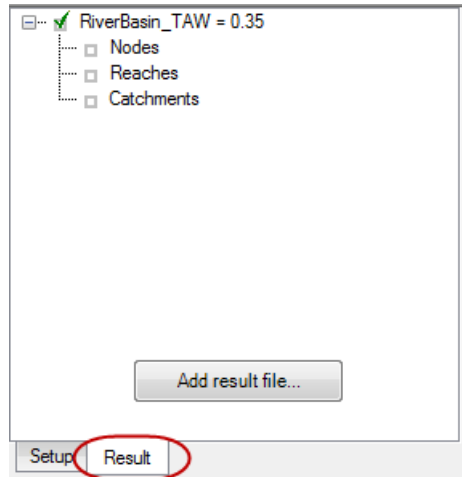 RiverBasin_TAW = 0.35
Nodes
Reaches
Catchments
Add result file...
Setup Result